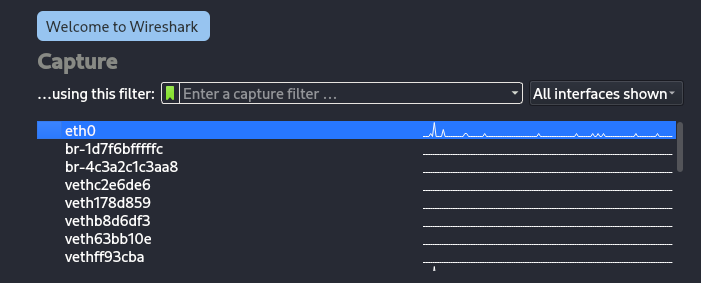 Welcome to Wireshark
Capture
...using this filter: Enter a capture filter ... All interfaces shown
eth0
br-1d7f6bfffffc
br-4c3a2c1c3aa8
vethc2e6de6
veth178d859
vethb8d6df3
veth63bb10e
vethff93cba